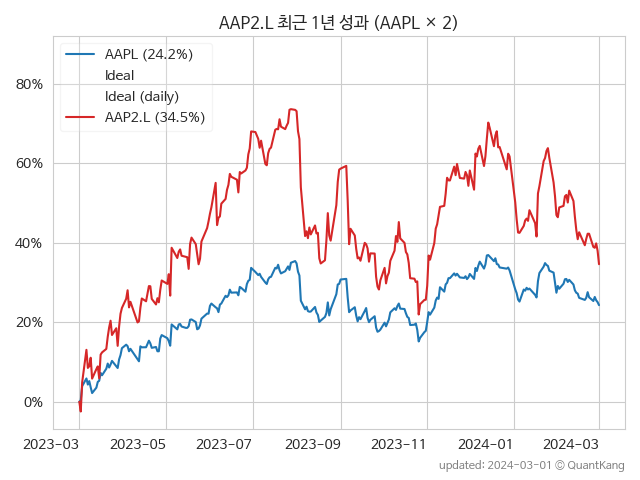 AAP2.L 최근 1년 성과 (AAPL × 2)
AAPL (24.2%)
Ideal
Ideal (daily)
AAP2.L (34.5%)
80%
60%
40%
20%
0%
2023-03 2023-05 2023-07 2023-09 2023-11 2024-01 2024-03
updated: 2024-03-01 © QuantKang